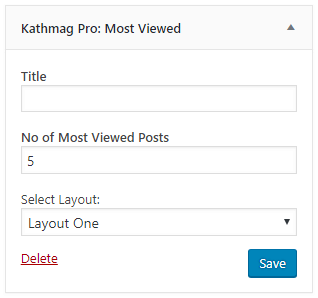 Kathmag Pro: Most Viewed
Title
No of Most Viewed Posts
5
Select Layout:
Layout One
Delete
Save